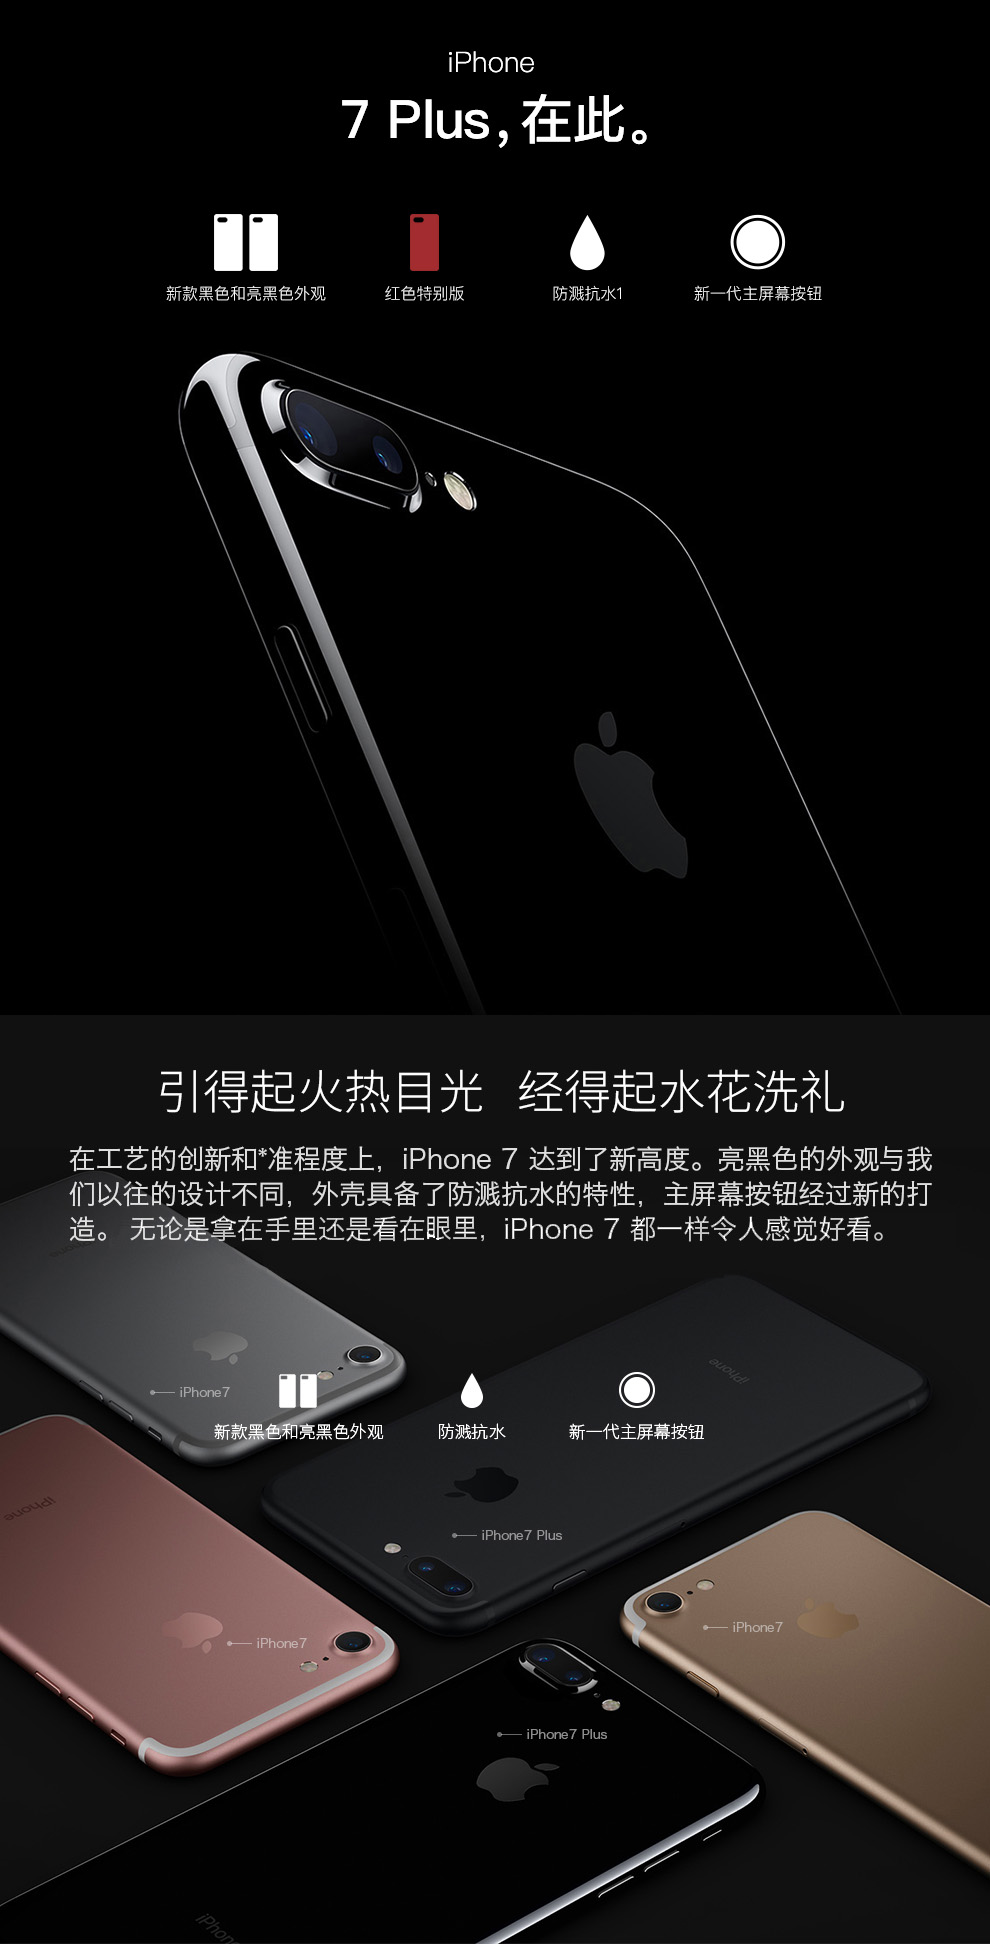 iPhone
7 Plus，在此。
新款黑色和亮黑色外观
红色特别版
防溅抗水1
新一代主屏幕按钮
引得起火热目光 经得起水花洗礼
在工艺的创新和*准程度上，iPhone 7 达到了新高度。亮黑色的外观与我
们以往的设计不同，外壳具备了防溅抗水的特性，主屏幕按钮经过新的打
造。 无论是拿在手里还是看在眼里，iPhone 7 都一样令人感觉好看。
iPhone
iPhone
iPhone7
新款黑色和亮黑色外观
防溅抗水
新一代主屏幕按钮
iPhone
iPhone7 Plus
iPhone7
iPhone7
iPhone7 Plus
iPhon